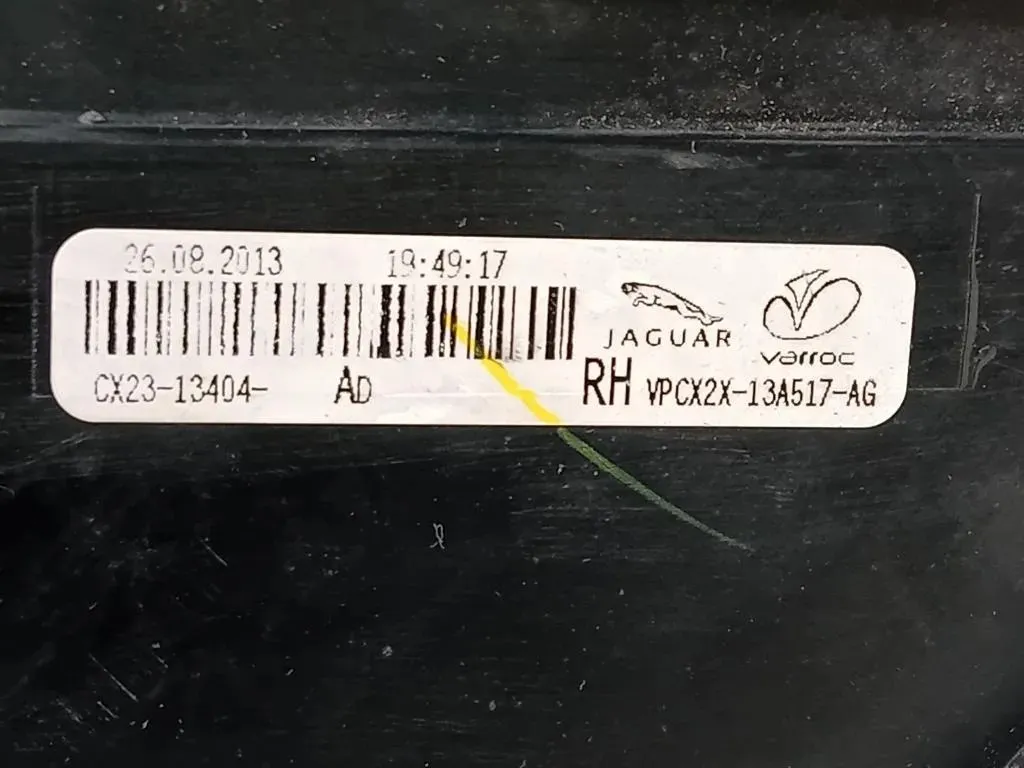 26.08.2013 19:49:17
JAGUAR
varroc
CX23-13404- AD RH VPCX2X-13A517-AG